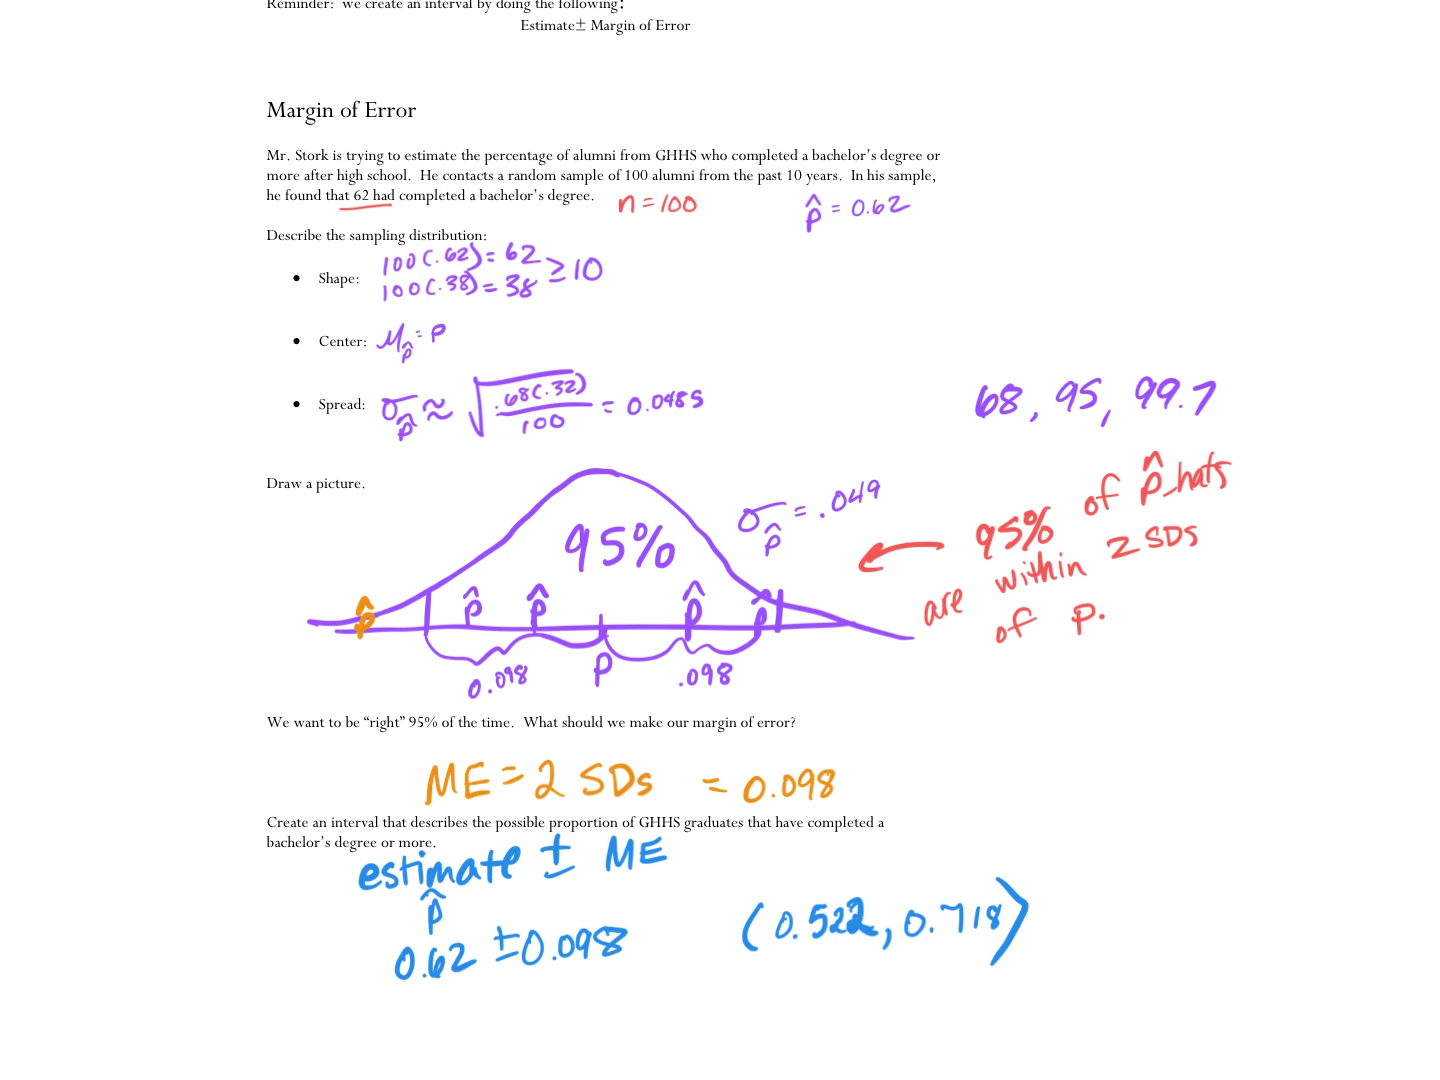 Reminder: we create an interval by doing the following:
Estimate± Margin of Error
Margin of Error
Mr. Stork is trying to estimate the percentage of alumni from GHHS who completed a bachelor's degree or
more after high school. He contacts a random sample of 100 alumni from the past 10 years. In his sample,
he found that 62 had completed a bachelor's degree. n = 100 p̂ = 0.62
Describe the sampling distribution:
• Shape: 100(.62) = 62
100(.38) = 38 ≥ 10
• Center: μp̂ = p
• Spread: σp̂ ≈ √.68(.32)/100 = 0.0485
68, 95, 99.7
Draw a picture.
σp̂ = .049
95%
95% of p̂-hats
are within 2 SDs
of p.
p̂ p̂ p̂ p̂ p̂
0.098 p .098
We want to be “right” 95% of the time. What should we make our margin of error?
ME = 2 SDs = 0.098
Create an interval that describes the possible proportion of GHHS graduates that have completed a
bachelor's degree or more.
estimate ± ME
p̂
0.62 ± 0.098 (0.522, 0.718)